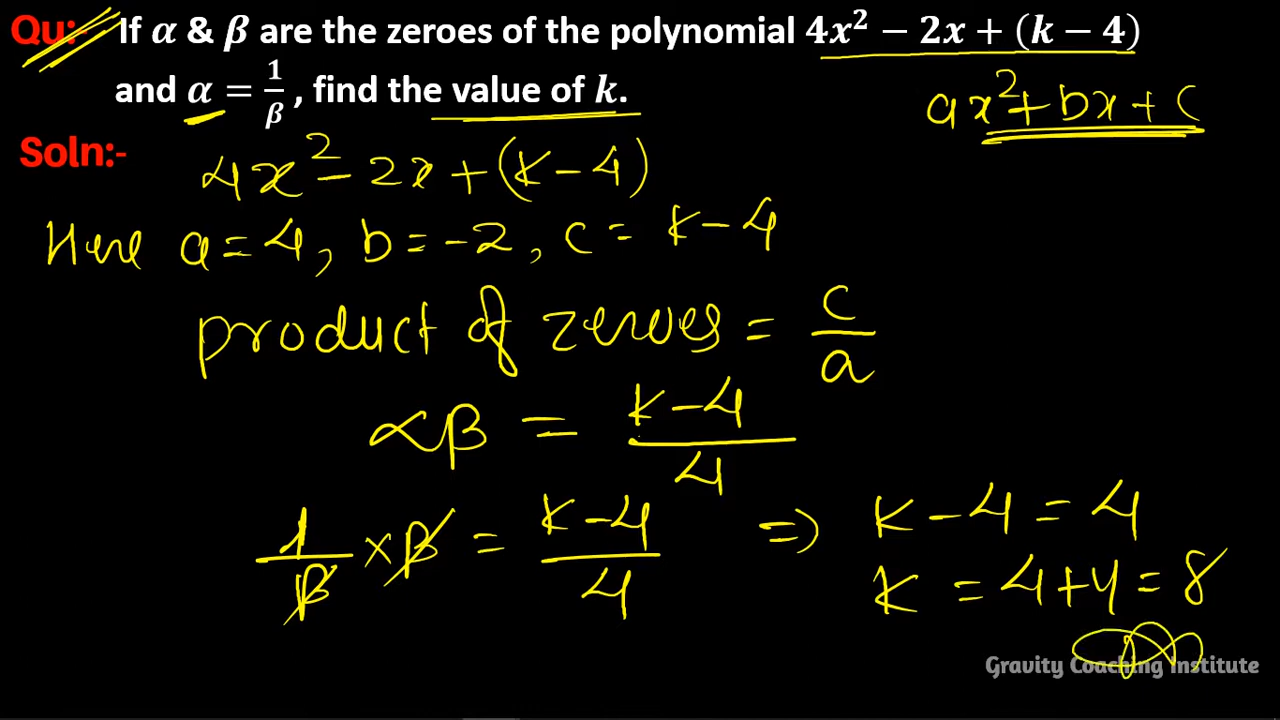 Qu:- If α & β are the zeroes of the polynomial 4x² − 2x + (k − 4)
and α = 1/β, find the value of k.
ax² + bx + c
Soln:-
4x² − 2x + (k − 4)
Here a = 4, b = −2, c = k − 4
product of zeroes = c/a
αβ = (k − 4)/4
1/β × β = (k − 4)/4 ⇒ k − 4 = 4
k = 4 + 4 = 8
Gravity Coaching Institute